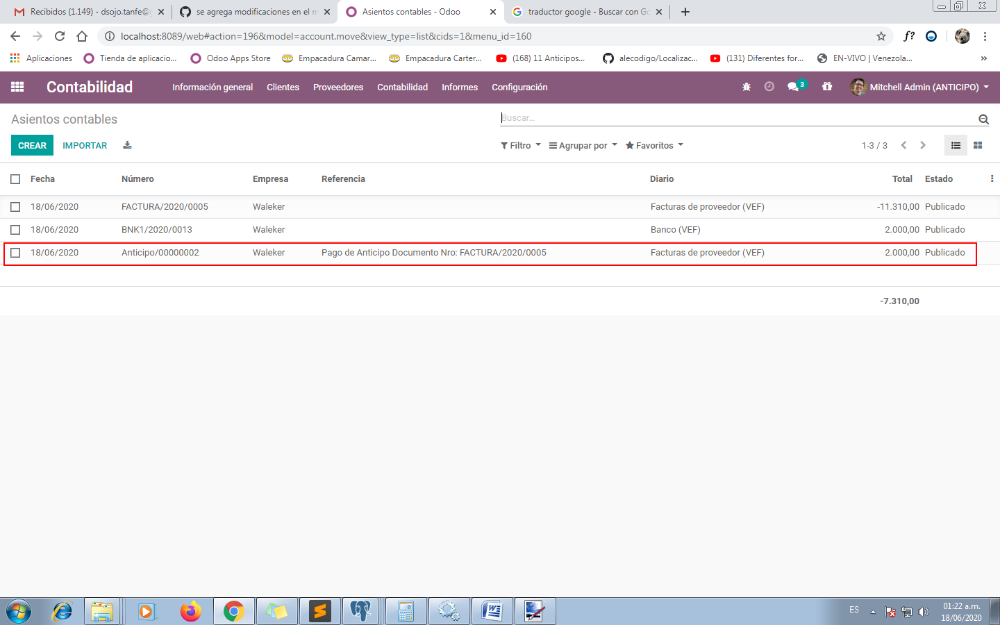 Recibidos (1.149) - dsojo.tanfe@
se agrega modificaciones en el m
Asientos contables - Odoo
traductor google - Buscar con Go
localhost:8089/web#action=196&model=account.move&view_type=list&cids=1&menu_id=160
f?
Aplicaciones
Tienda de aplicacio...
Odoo Apps Store
Empacadura Camar...
Empacadura Carter...
(168) 11 Anticipos...
alecodigo/Localizac...
(131) Diferentes for...
EN-VIVO | Venezola...
»
Contabilidad
Información general
Clientes
Proveedores
Contabilidad
Informes
Configuración
3
Mitchell Admin (ANTICIPO)
Asientos contables
Buscar...
CREAR
IMPORTAR
Filtro
Agrupar por
Favoritos
1-3 / 3
Fecha Número Empresa Referencia Diario Total Estado
18/06/2020 FACTURA/2020/0005 Waleker Facturas de proveedor (VEF) -11.310,00 Publicado
18/06/2020 BNK1/2020/0013 Waleker Banco (VEF) 2.000,00 Publicado
18/06/2020 Anticipo/00000002 Waleker Pago de Anticipo Documento Nro: FACTURA/2020/0005 Facturas de proveedor (VEF) 2.000,00 Publicado
-7.310,00
ES
01:22 a.m.
18/06/2020